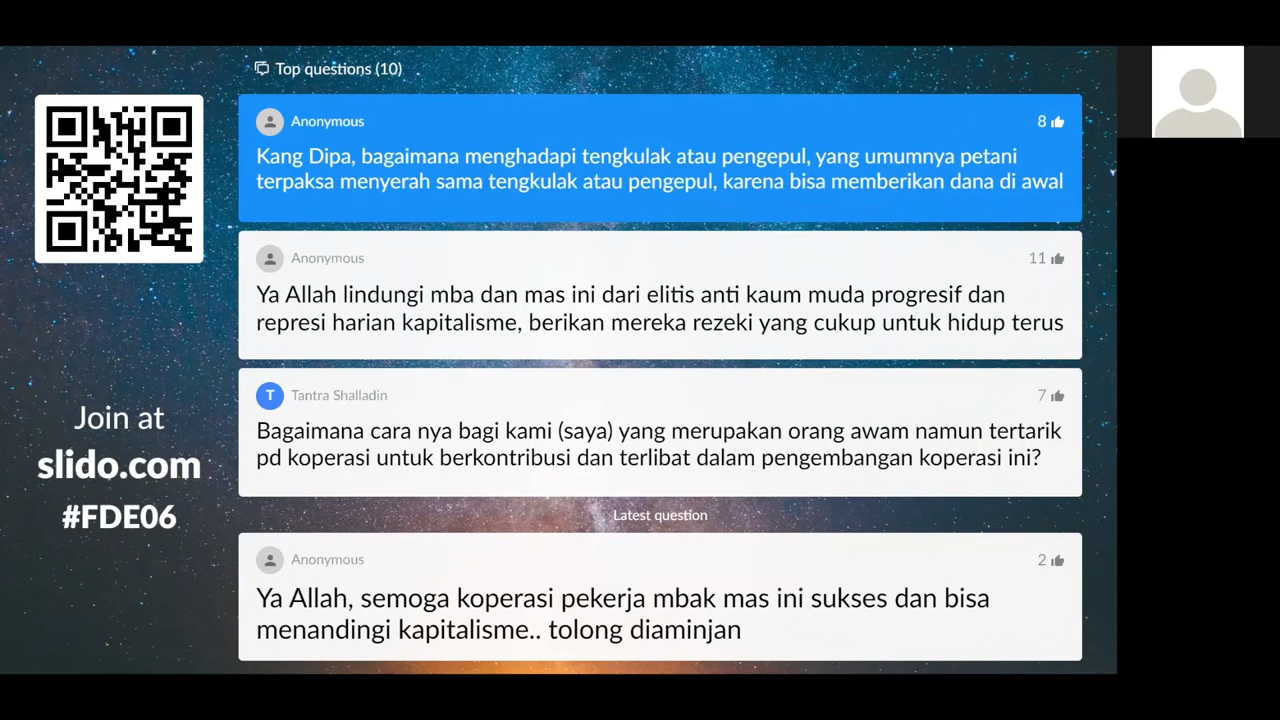 Top questions (10)
Anonymous
8
Kang Dipa, bagaimana menghadapi tengkulak atau pengepul, yang umumnya petani
terpaksa menyerah sama tengkulak atau pengepul, karena bisa memberikan dana di awal
Anonymous
11
Ya Allah lindungi mba dan mas ini dari elitis anti kaum muda progresif dan
represi harian kapitalisme, berikan mereka rezeki yang cukup untuk hidup terus
T
Tantra Shalladin
7
Bagaimana cara nya bagi kami (saya) yang merupakan orang awam namun tertarik
pd koperasi untuk berkontribusi dan terlibat dalam pengembangan koperasi ini?
Join at
slido.com
#FDE06
Latest question
Anonymous
2
Ya Allah, semoga koperasi pekerja mbak mas ini sukses dan bisa
menandingi kapitalisme.. tolong diaminjan